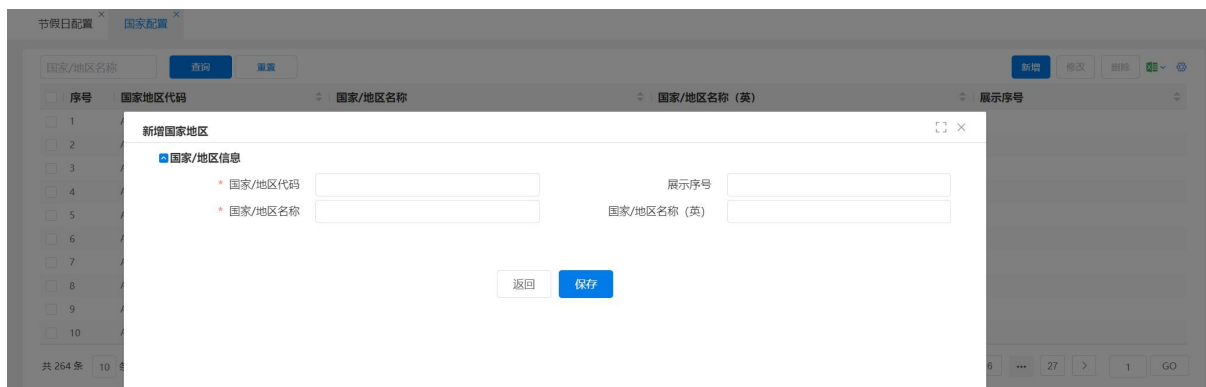 节假日配置 国家配置
国家/地区名称 查询 重置 新增 修改 删除
序号 国家地区代码 国家/地区名称 国家/地区名称（英） 展示序号
1
新增国家地区
2
国家/地区信息
3
4
* 国家/地区代码 展示序号
5
* 国家/地区名称 国家/地区名称（英）
6
7
8
返回 保存
9
10
共 264 条 10 27 1 GO